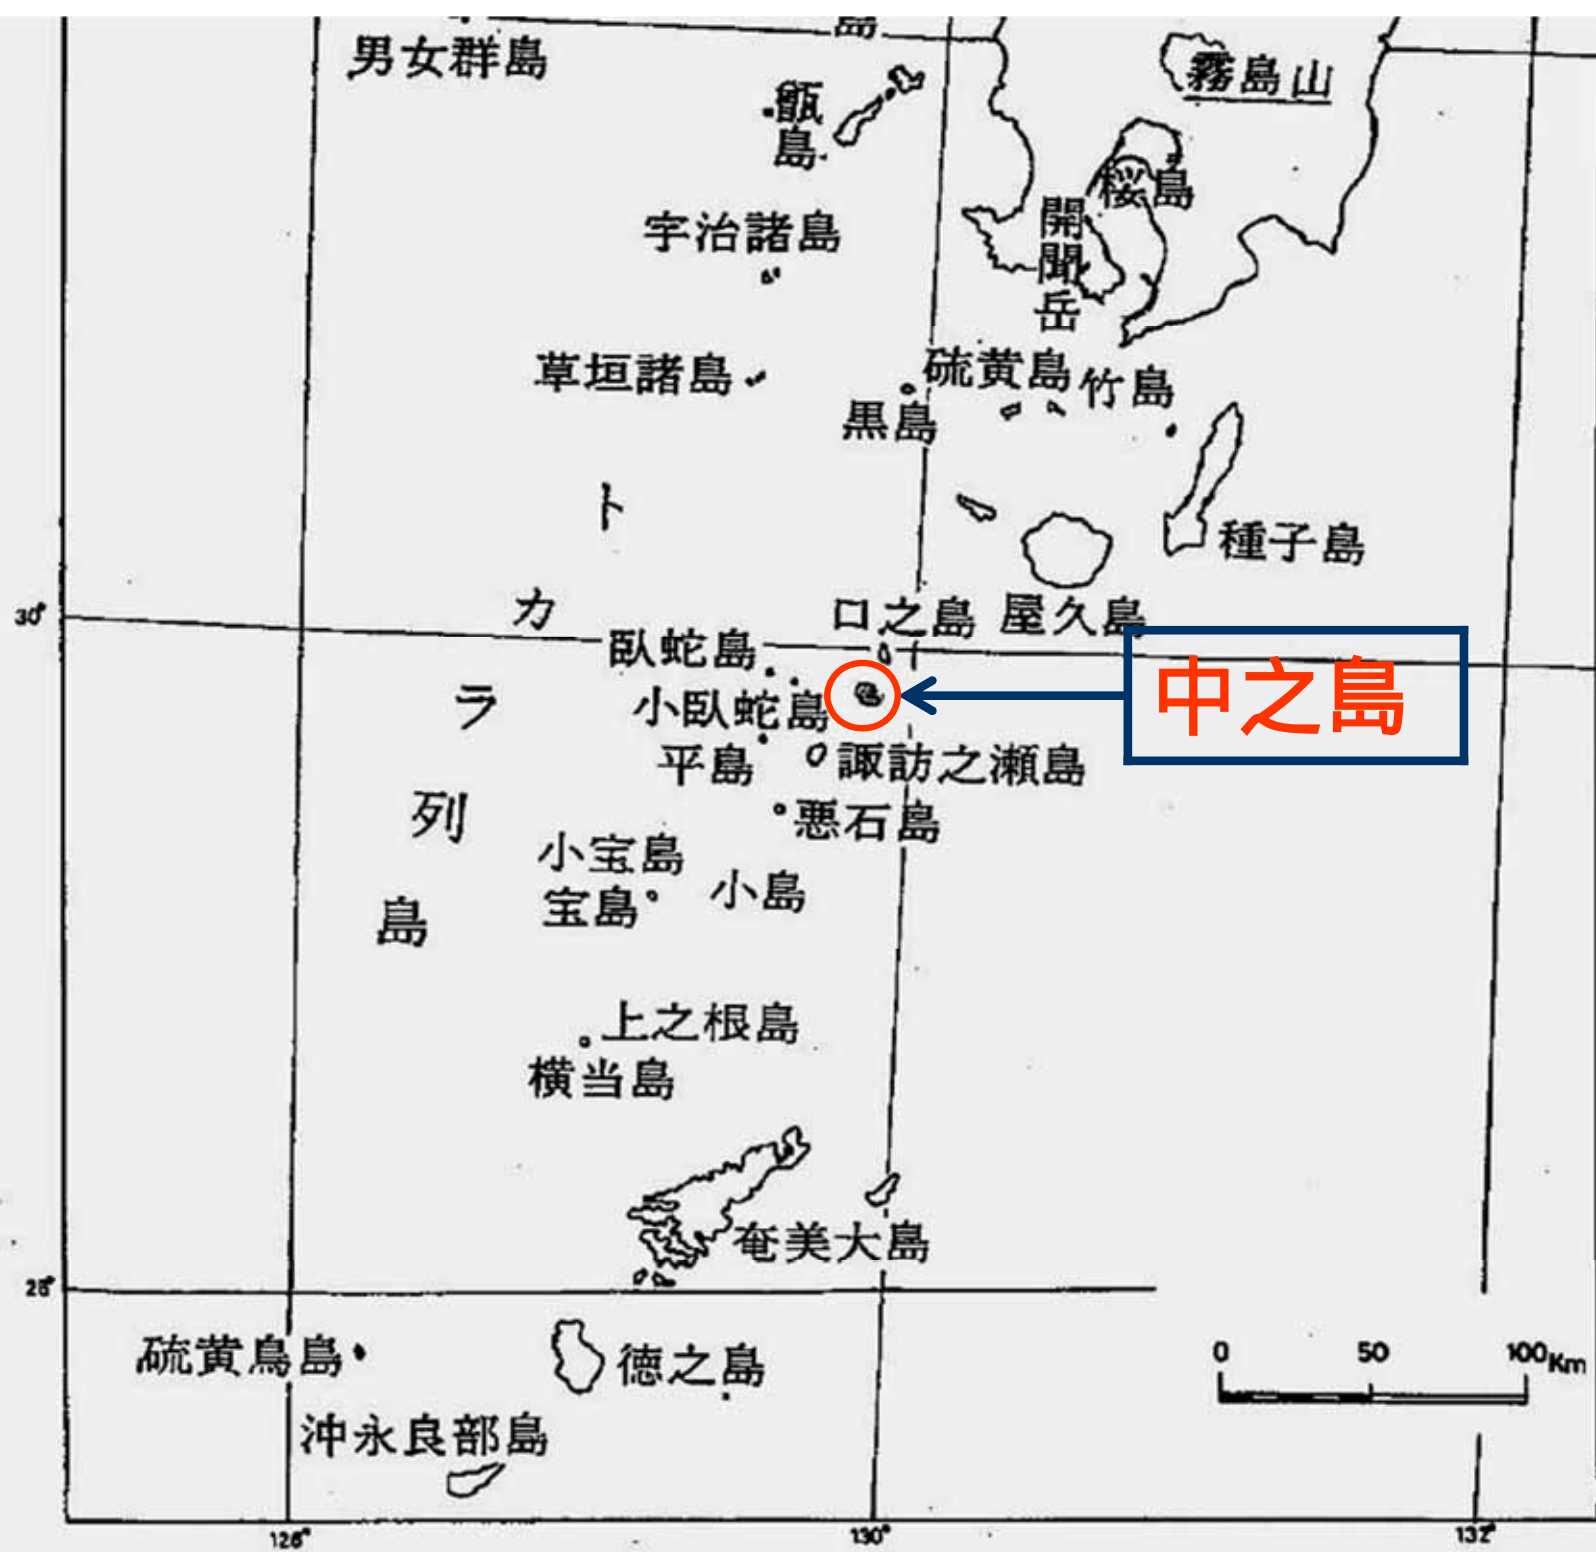 島
男女群島
霧島山
甑島
桜島
宇治諸島
開聞岳
硫黄島
竹島
草垣諸島
黒島
種子島
口之島
屋久島
30°
臥蛇島
中之島
小臥蛇島
平島
諏訪之瀬島
悪石島
小宝島
宝島
小島
トカラ列島
上之根島
横当島
奄美大島
28°
硫黄鳥島
徳之島
沖永良部島
0 50 100Km
128° 130° 132°